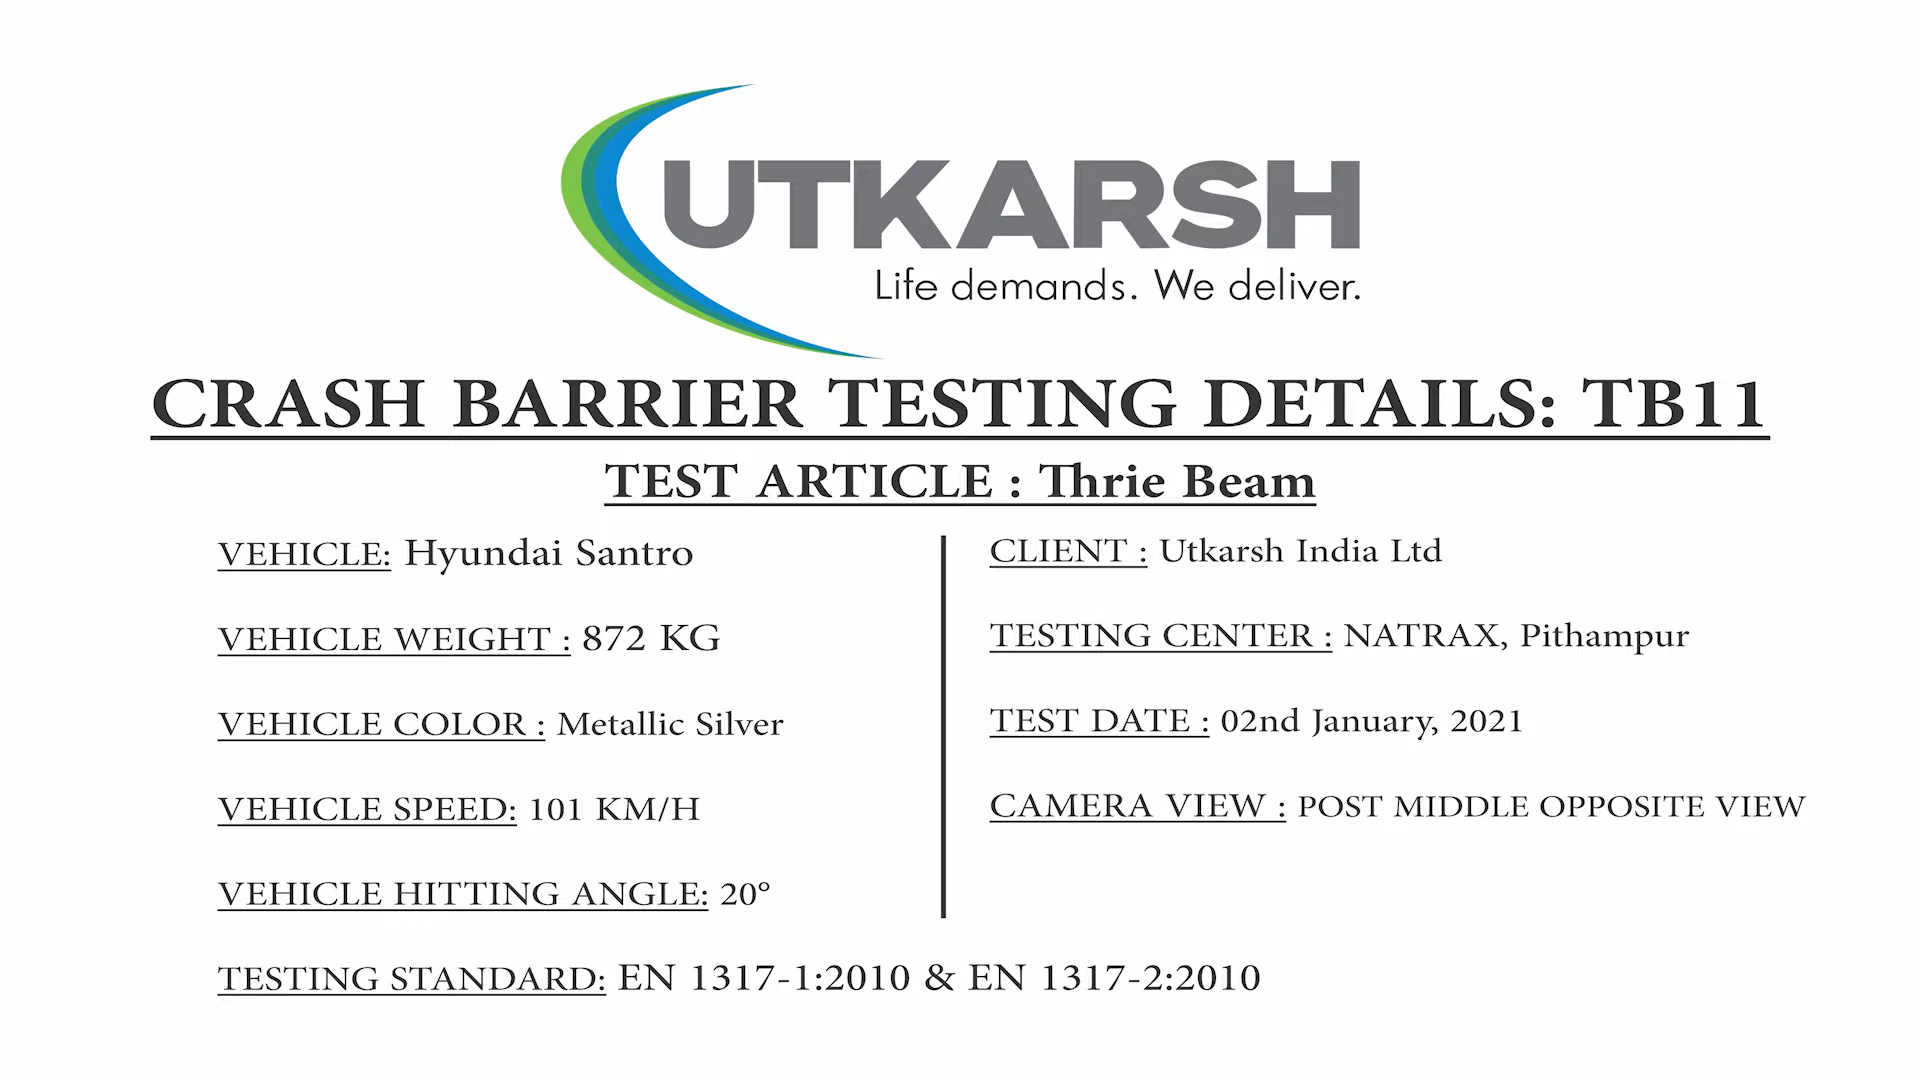 UTKARSH
Life demands. We deliver.
CRASH BARRIER TESTING DETAILS: TB11
TEST ARTICLE : Thrie Beam
VEHICLE: Hyundai Santro
VEHICLE WEIGHT : 872 KG
VEHICLE COLOR : Metallic Silver
VEHICLE SPEED: 101 KM/H
VEHICLE HITTING ANGLE: 20°
TESTING STANDARD: EN 1317-1:2010 & EN 1317-2:2010
CLIENT : Utkarsh India Ltd
TESTING CENTER : NATRAX, Pithampur
TEST DATE : 02nd January, 2021
CAMERA VIEW : POST MIDDLE OPPOSITE VIEW